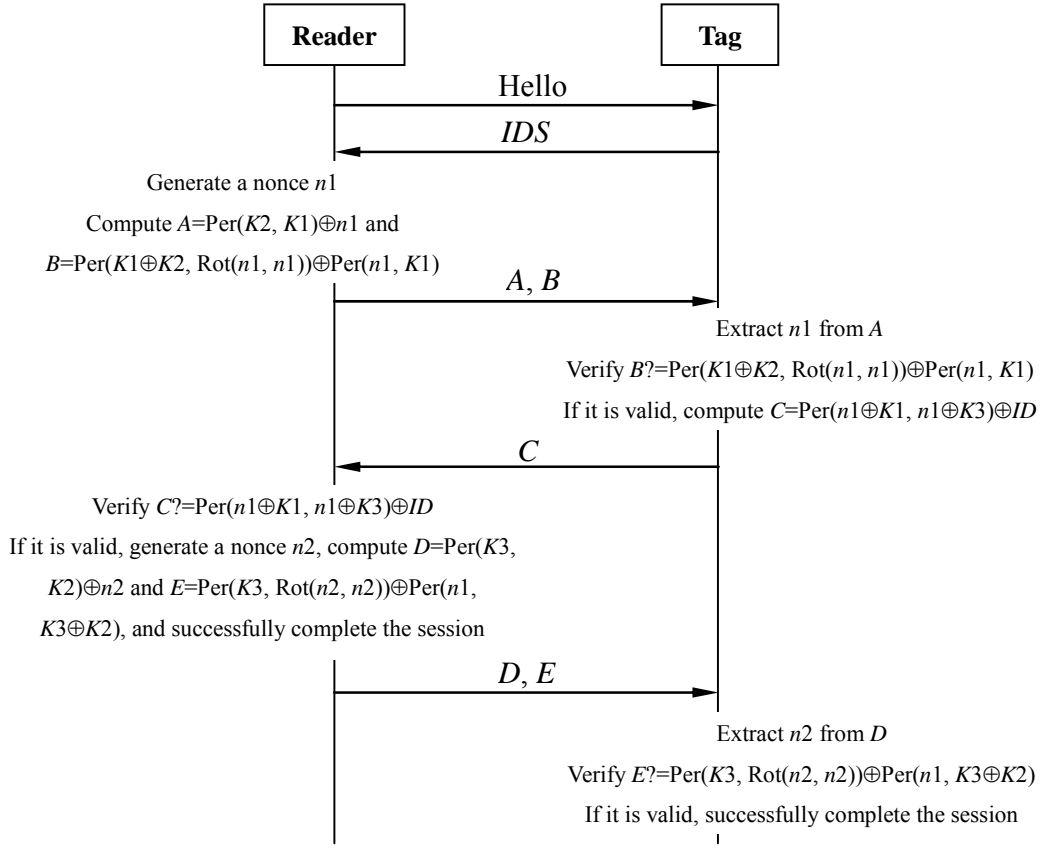 Reader
Tag
Hello
IDS
Generate a nonce n1
Compute A=Per(K2, K1)⊕n1 and
B=Per(K1⊕K2, Rot(n1, n1))⊕Per(n1, K1)
A, B
Extract n1 from A
Verify B?=Per(K1⊕K2, Rot(n1, n1))⊕Per(n1, K1)
If it is valid, compute C=Per(n1⊕K1, n1⊕K3)⊕ID
C
Verify C?=Per(n1⊕K1, n1⊕K3)⊕ID
If it is valid, generate a nonce n2, compute D=Per(K3,
K2)⊕n2 and E=Per(K3, Rot(n2, n2))⊕Per(n1,
K3⊕K2), and successfully complete the session
D, E
Extract n2 from D
Verify E?=Per(K3, Rot(n2, n2))⊕Per(n1, K3⊕K2)
If it is valid, successfully complete the session